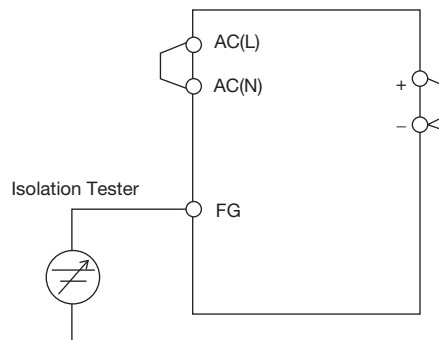 AC(L)
AC(N)
+
−
Isolation Tester
FG